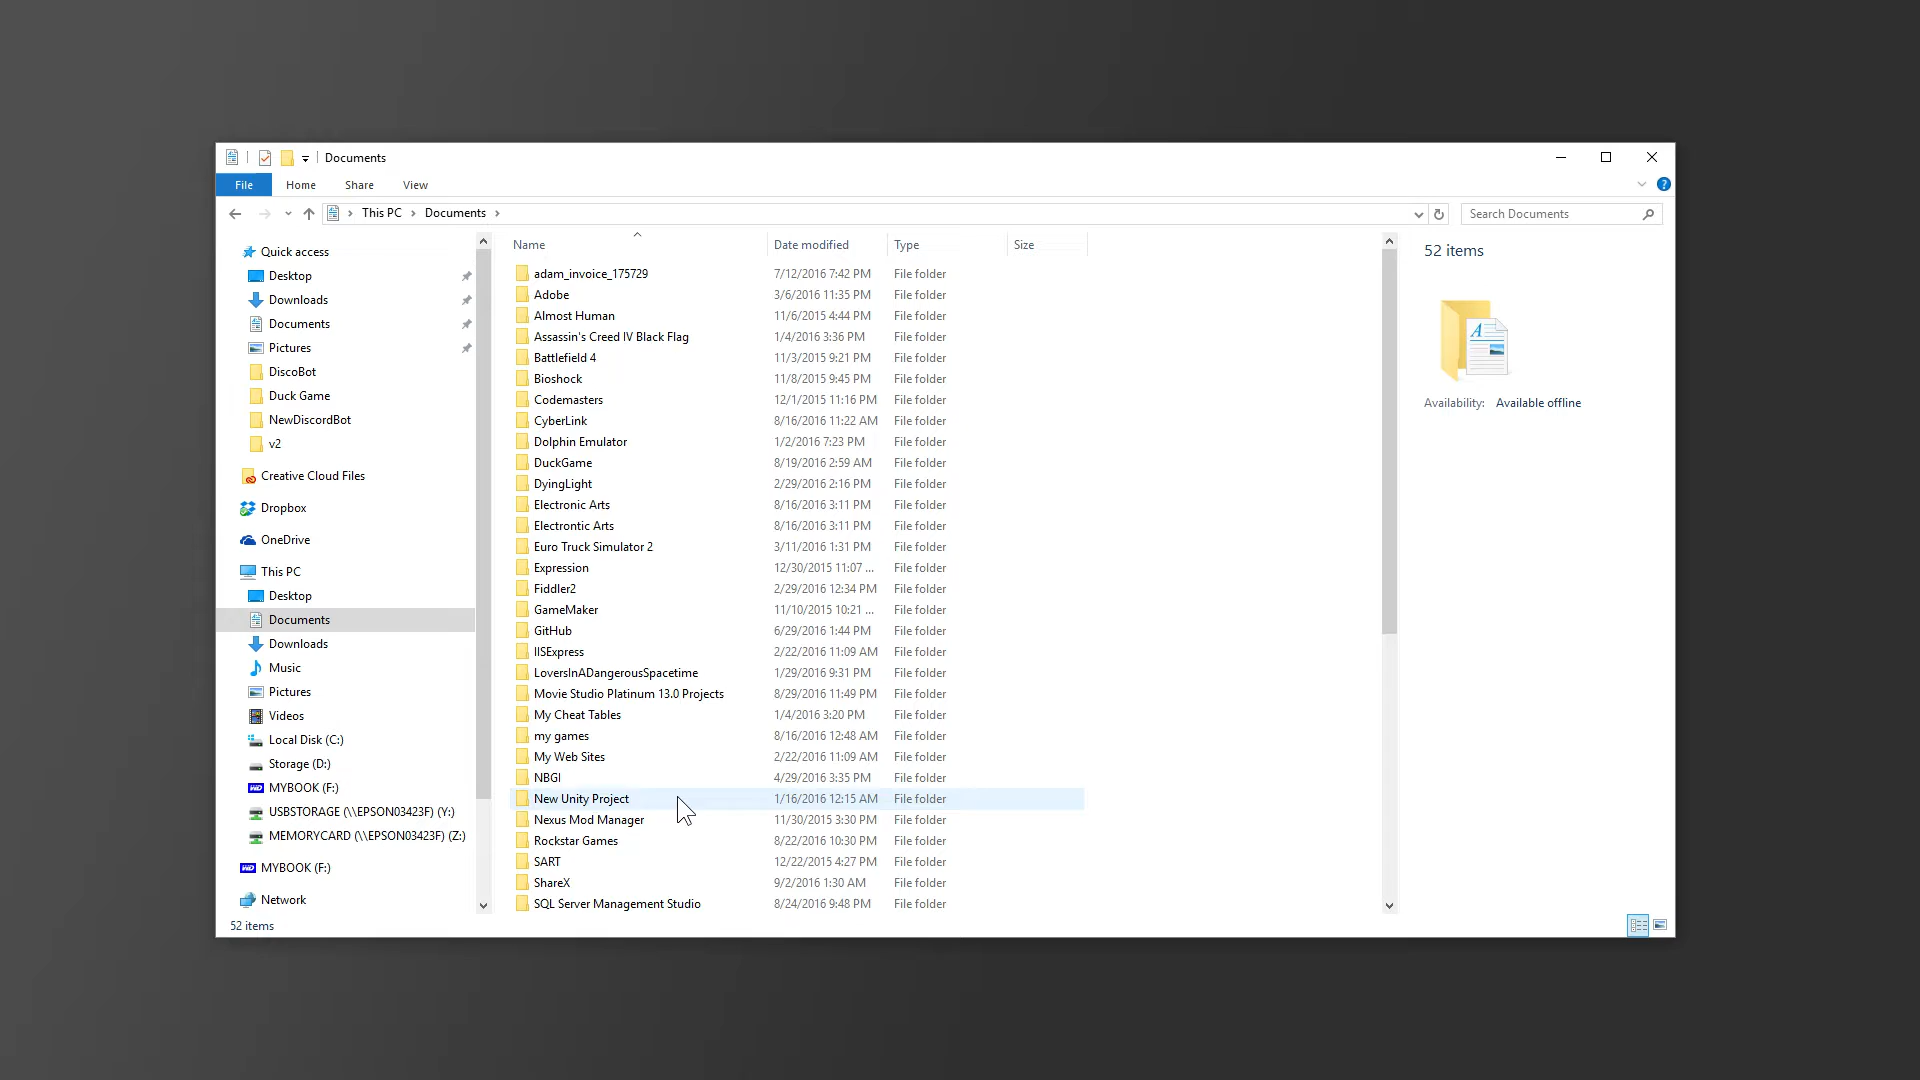 Documents
File Home Share View
This PC Documents
Search Documents
Quick access
Desktop
Downloads
Documents
Pictures
DiscoBot
Duck Game
NewDiscordBot
v2
Creative Cloud Files
Dropbox
OneDrive
This PC
Desktop
Documents
Downloads
Music
Pictures
Videos
Local Disk (C:)
Storage (D:)
MYBOOK (F:)
USBSTORAGE (\\EPSON03423F) (Y:)
MEMORYCARD (\\EPSON03423F) (Z:)
MYBOOK (F:)
Network
Name Date modified Type Size
adam_invoice_175729 7/12/2016 7:42 PM File folder
Adobe 3/6/2016 11:35 PM File folder
Almost Human 11/6/2015 4:44 PM File folder
Assassin's Creed IV Black Flag 1/4/2016 3:36 PM File folder
Battlefield 4 11/3/2015 9:21 PM File folder
Bioshock 11/8/2015 9:45 PM File folder
Codemasters 12/1/2015 11:16 PM File folder
CyberLink 8/16/2016 11:22 AM File folder
Dolphin Emulator 1/2/2016 7:23 PM File folder
DuckGame 8/19/2016 2:59 AM File folder
DyingLight 2/29/2016 2:16 PM File folder
Electronic Arts 8/16/2016 3:11 PM File folder
Electrontic Arts 8/16/2016 3:11 PM File folder
Euro Truck Simulator 2 3/11/2016 1:31 PM File folder
Expression 12/30/2015 11:07 ... File folder
Fiddler2 2/29/2016 12:34 PM File folder
GameMaker 11/10/2015 10:21 ... File folder
GitHub 6/29/2016 1:44 PM File folder
IISExpress 2/22/2016 11:09 AM File folder
LoversInADangerousSpacetime 1/29/2016 9:31 PM File folder
Movie Studio Platinum 13.0 Projects 8/29/2016 11:49 PM File folder
My Cheat Tables 1/4/2016 3:20 PM File folder
my games 8/16/2016 12:48 AM File folder
My Web Sites 2/22/2016 11:09 AM File folder
NBGI 4/29/2016 3:35 PM File folder
New Unity Project 1/16/2016 12:15 AM File folder
Nexus Mod Manager 11/30/2015 3:30 PM File folder
Rockstar Games 8/22/2016 10:30 PM File folder
SART 12/22/2015 4:27 PM File folder
ShareX 9/2/2016 1:30 AM File folder
SQL Server Management Studio 8/24/2016 9:48 PM File folder
52 items
Availability: Available offline
52 items